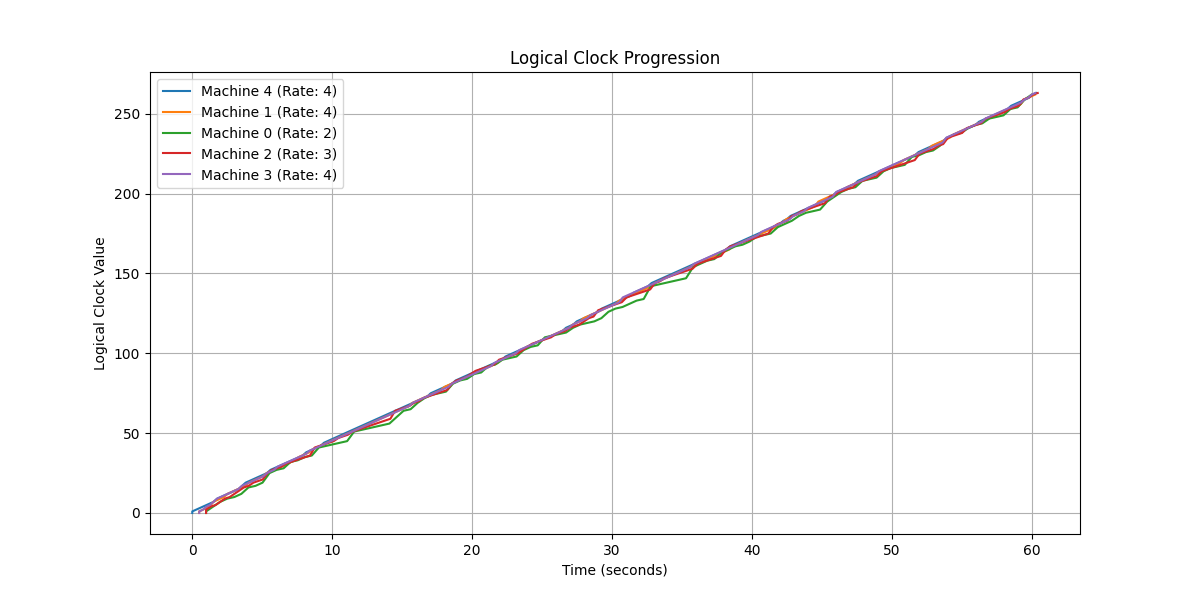 Logical Clock Progression
Machine 4 (Rate: 4)
Machine 1 (Rate: 4)
Machine 0 (Rate: 2)
Machine 2 (Rate: 3)
Machine 3 (Rate: 4)
Logical Clock Value
250
200
150
100
50
0
0 10 20 30 40 50 60
Time (seconds)